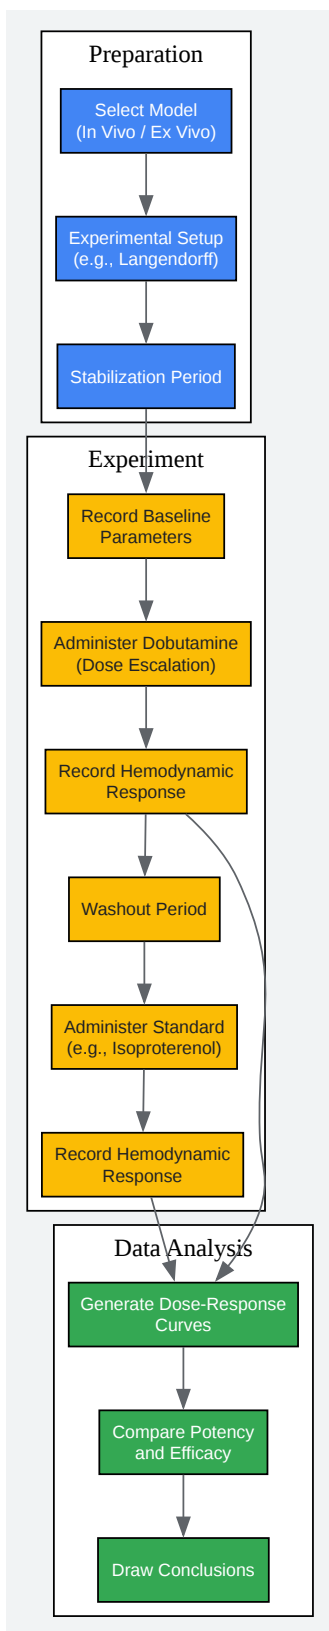 Preparation
Select Model
(In Vivo / Ex Vivo)
Experimental Setup
(e.g., Langendorff)
Stabilization Period
Experiment
Record Baseline
Parameters
Administer Dobutamine
(Dose Escalation)
Record Hemodynamic
Response
Washout Period
Administer Standard
(e.g., Isoproterenol)
Record Hemodynamic
Response
Data Analysis
Generate Dose-Response
Curves
Compare Potency
and Efficacy
Draw Conclusions